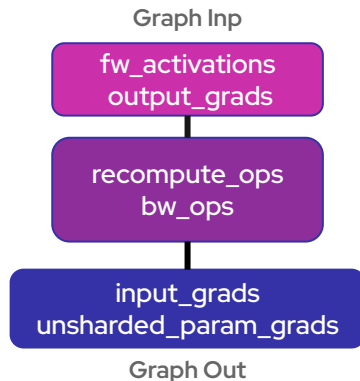 Graph Inp
fw_activations
output_grads
recompute_ops
bw_ops
input_grads
unsharded_param_grads
Graph Out